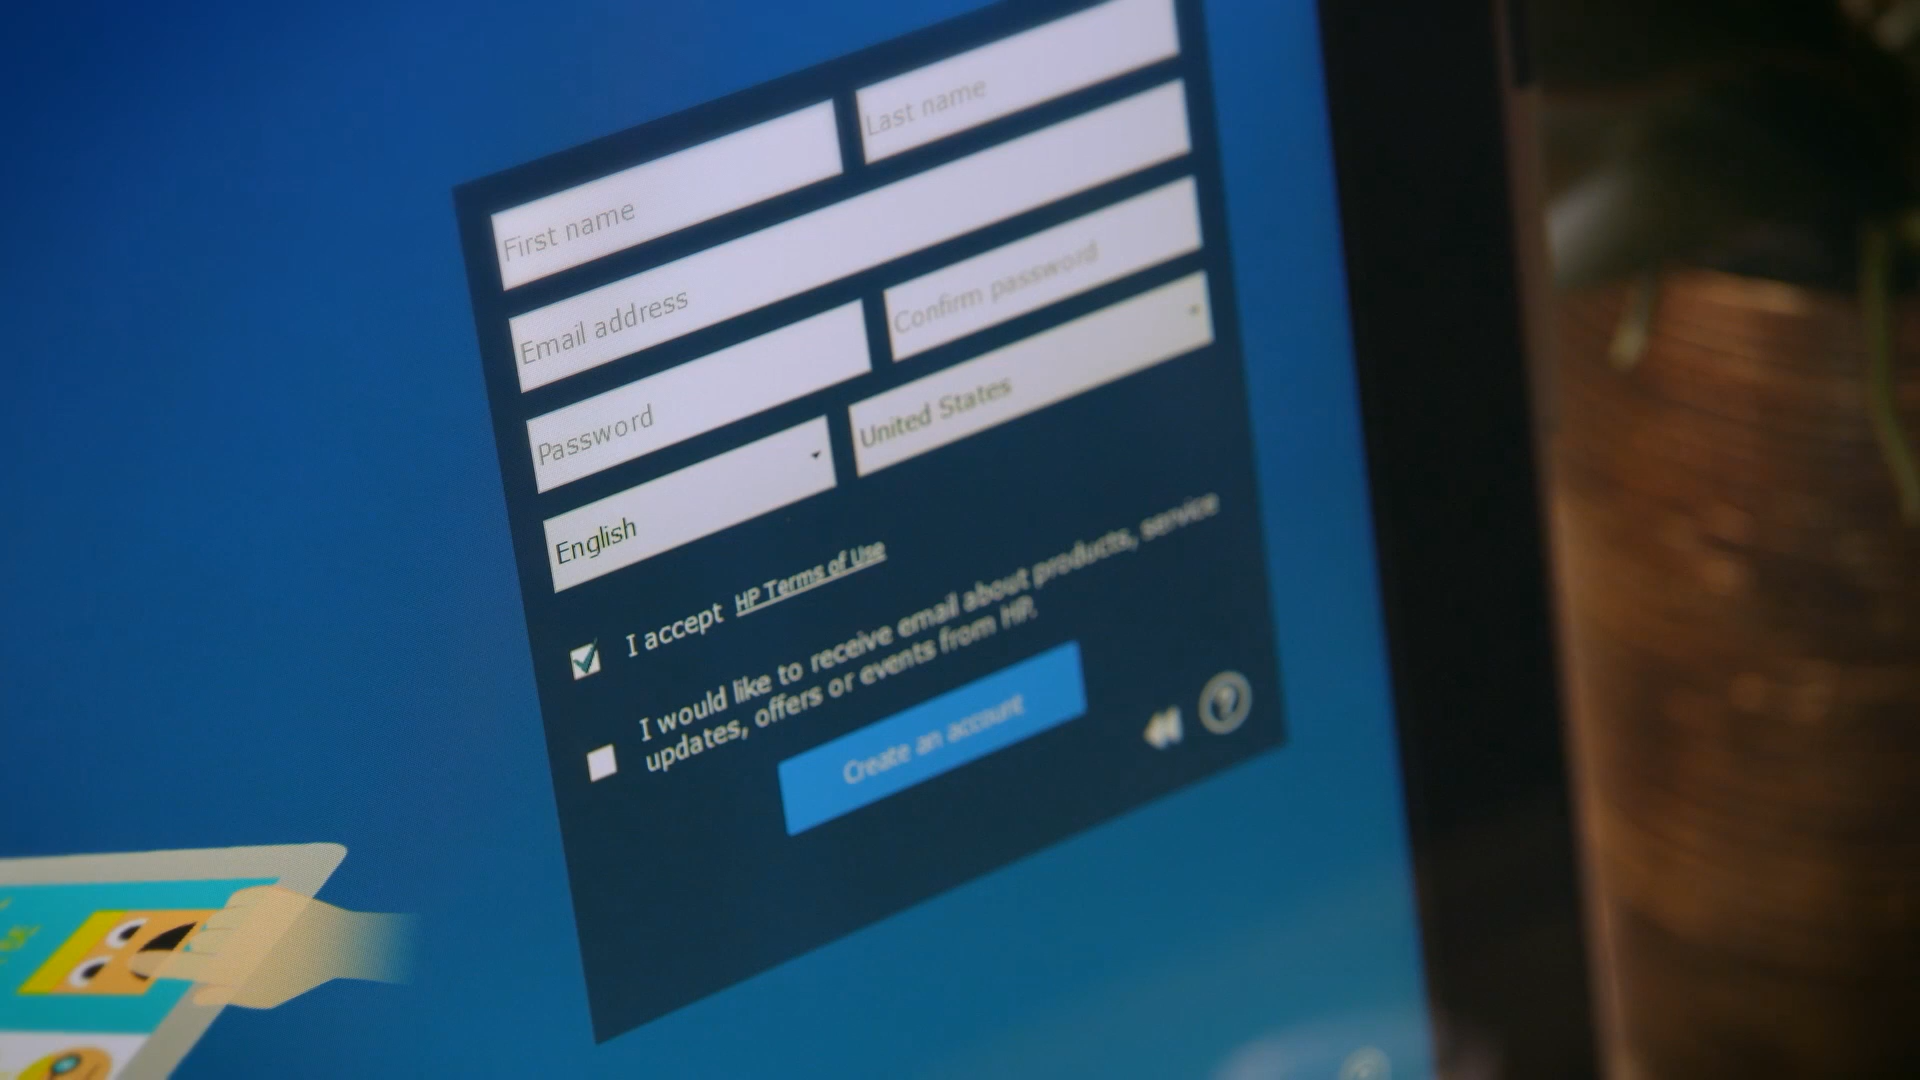 First name
Last name
Email address
Password
Confirm password
English
United States
I accept HP Terms of Use
I would like to receive email about products, service
updates, offers or events from HP.
Create an account
?